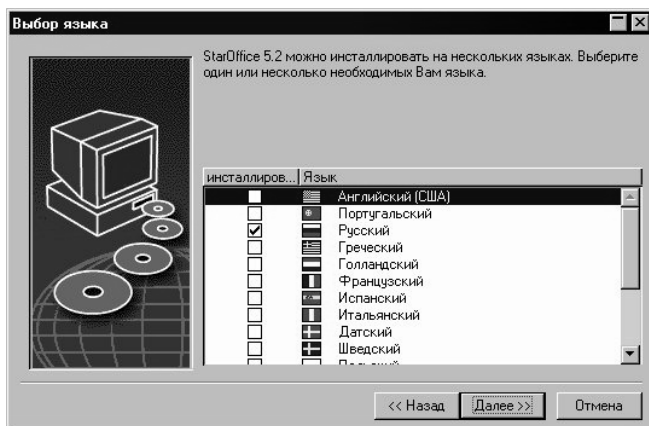 Выбор языка
StarOffice 5.2 можно инсталлировать на нескольких языках. Выберите
один или несколько необходимых Вам языка.
инсталлиров... Язык
Английский (США)
Португальский
Русский
Греческий
Голландский
Французский
Испанский
Итальянский
Датский
Шведский
<< Назад Далее >> Отмена